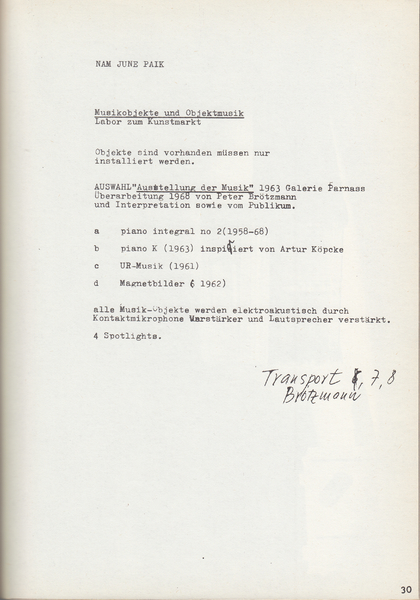 NAM JUNE PAIK
Musikobjekte und Objektmusik
Labor zum Kunstmarkt
Objekte sind vorhanden müssen nur
installiert werden.
AUSWAHL"Ausstellung der Musik" 1963 Galerie Parnass
Überarbeitung 1968 von Peter Brötzmann
und Interpretation sowie vom Publikum.
a piano integral no 2(1958-68)
b piano K (1963) inspiriert von Artur Köpcke
c UR-Musik (1961)
d Magnetbilder ( 1962)
alle Musik-Objekte werden elektroakustisch durch
Kontaktmikrophone Verstärker und Lautsprecher verstärkt.
4 Spotlights.
Transport 6, 7, 8
Brötzmann
30